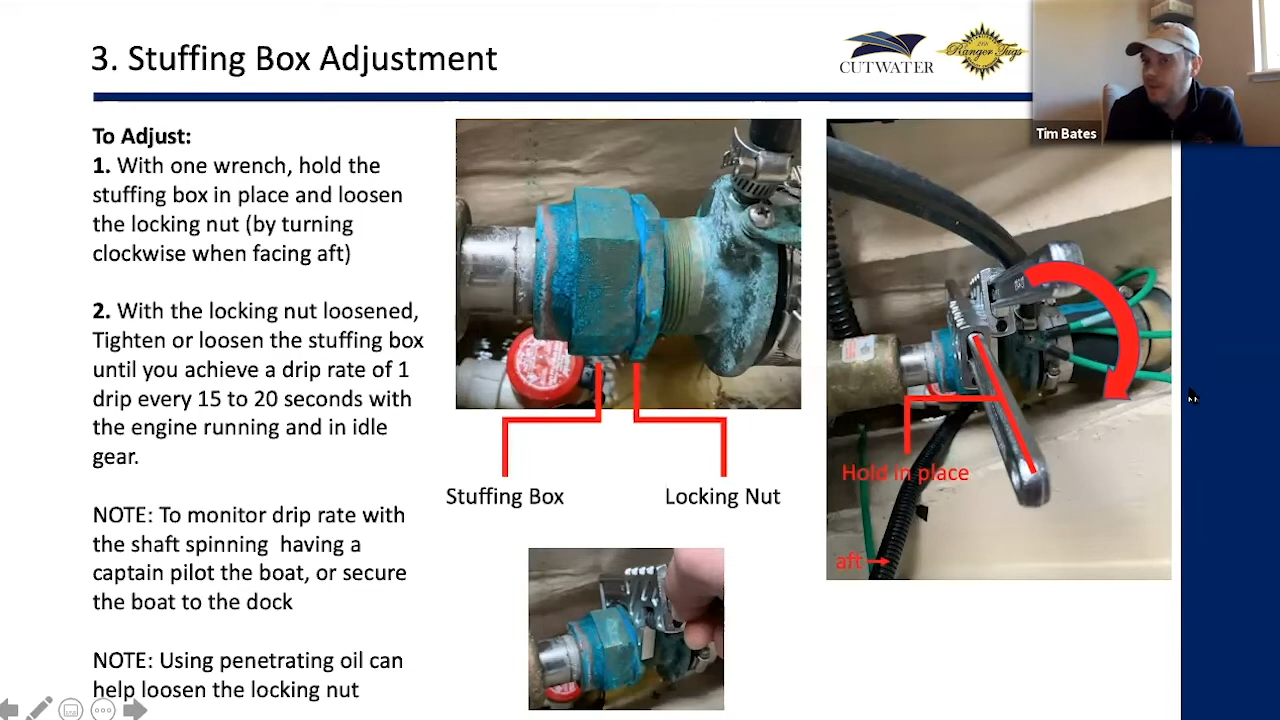 3. Stuffing Box Adjustment
CUTWATER
Ranger Tugs
Tim Bates
To Adjust:
1. With one wrench, hold the
stuffing box in place and loosen
the locking nut (by turning
clockwise when facing aft)
2. With the locking nut loosened,
Tighten or loosen the stuffing box
until you achieve a drip rate of 1
drip every 15 to 20 seconds with
the engine running and in idle
gear.
NOTE: To monitor drip rate with
the shaft spinning having a
captain pilot the boat, or secure
the boat to the dock
NOTE: Using penetrating oil can
help loosen the locking nut
Stuffing Box
Locking Nut
Hold in place
aft